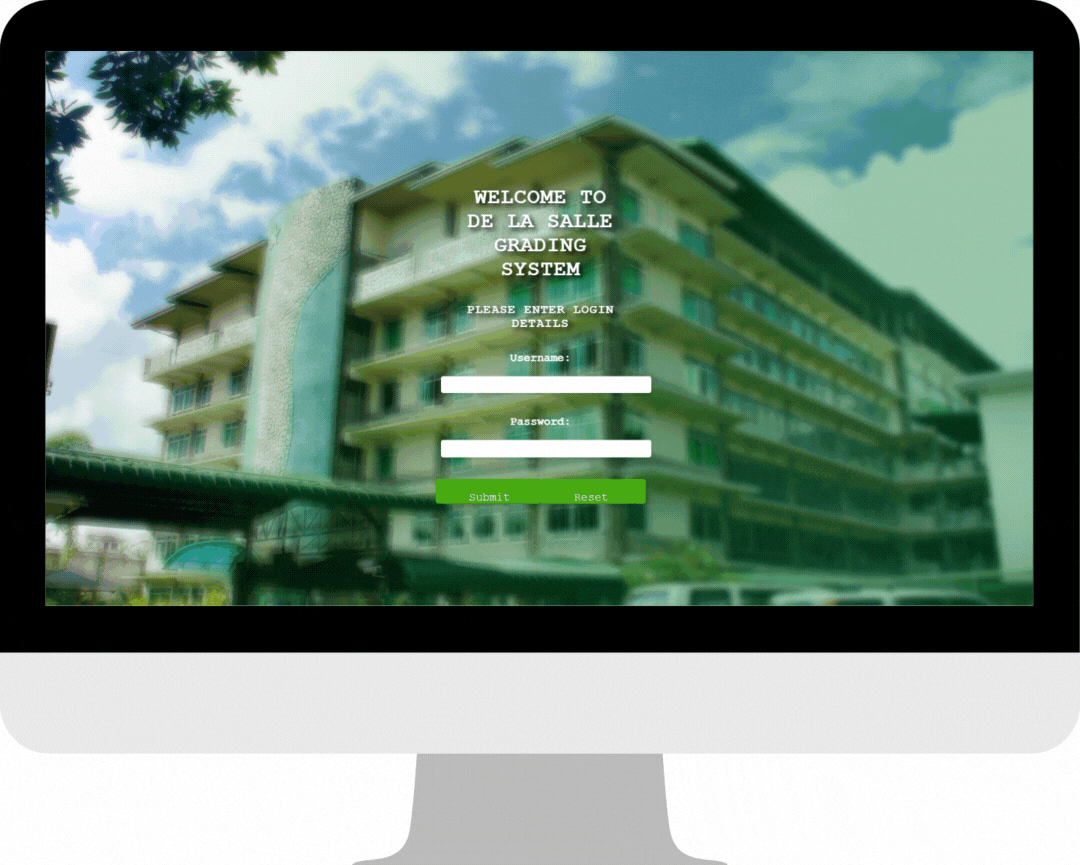 WELCOME TO
DE LA SALLE
GRADING
SYSTEM
PLEASE ENTER LOGIN
DETAILS
Username:
Password:
Submit Reset